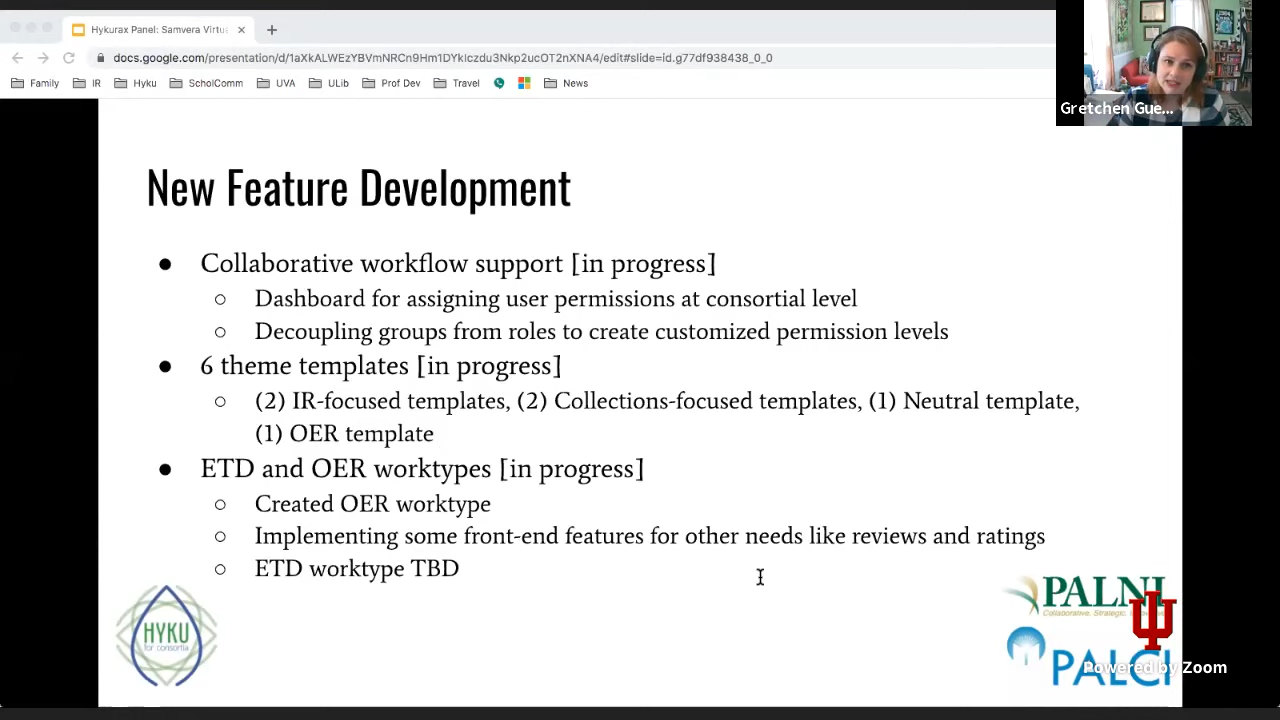 Hykurax Panel: Samvera Virtu
docs.google.com/presentation/d/1aXkALWEzYBVmNRCn9Hm1DYkIczdu3Nkp2ucOT2nXNA4/edit#slide=id.g77df938438_0_0
Family IR Hyku ScholComm UVA ULib Prof Dev Travel News
Gretchen Gue...
New Feature Development
● Collaborative workflow support [in progress]
○ Dashboard for assigning user permissions at consortial level
○ Decoupling groups from roles to create customized permission levels
● 6 theme templates [in progress]
○ (2) IR-focused templates, (2) Collections-focused templates, (1) Neutral template,
(1) OER template
● ETD and OER worktypes [in progress]
○ Created OER worktype
○ Implementing some front-end features for other needs like reviews and ratings
○ ETD worktype TBD
HYKU
for consortia
PALNI
Collaborative. Strategic.
PALCI
Powered by Zoom